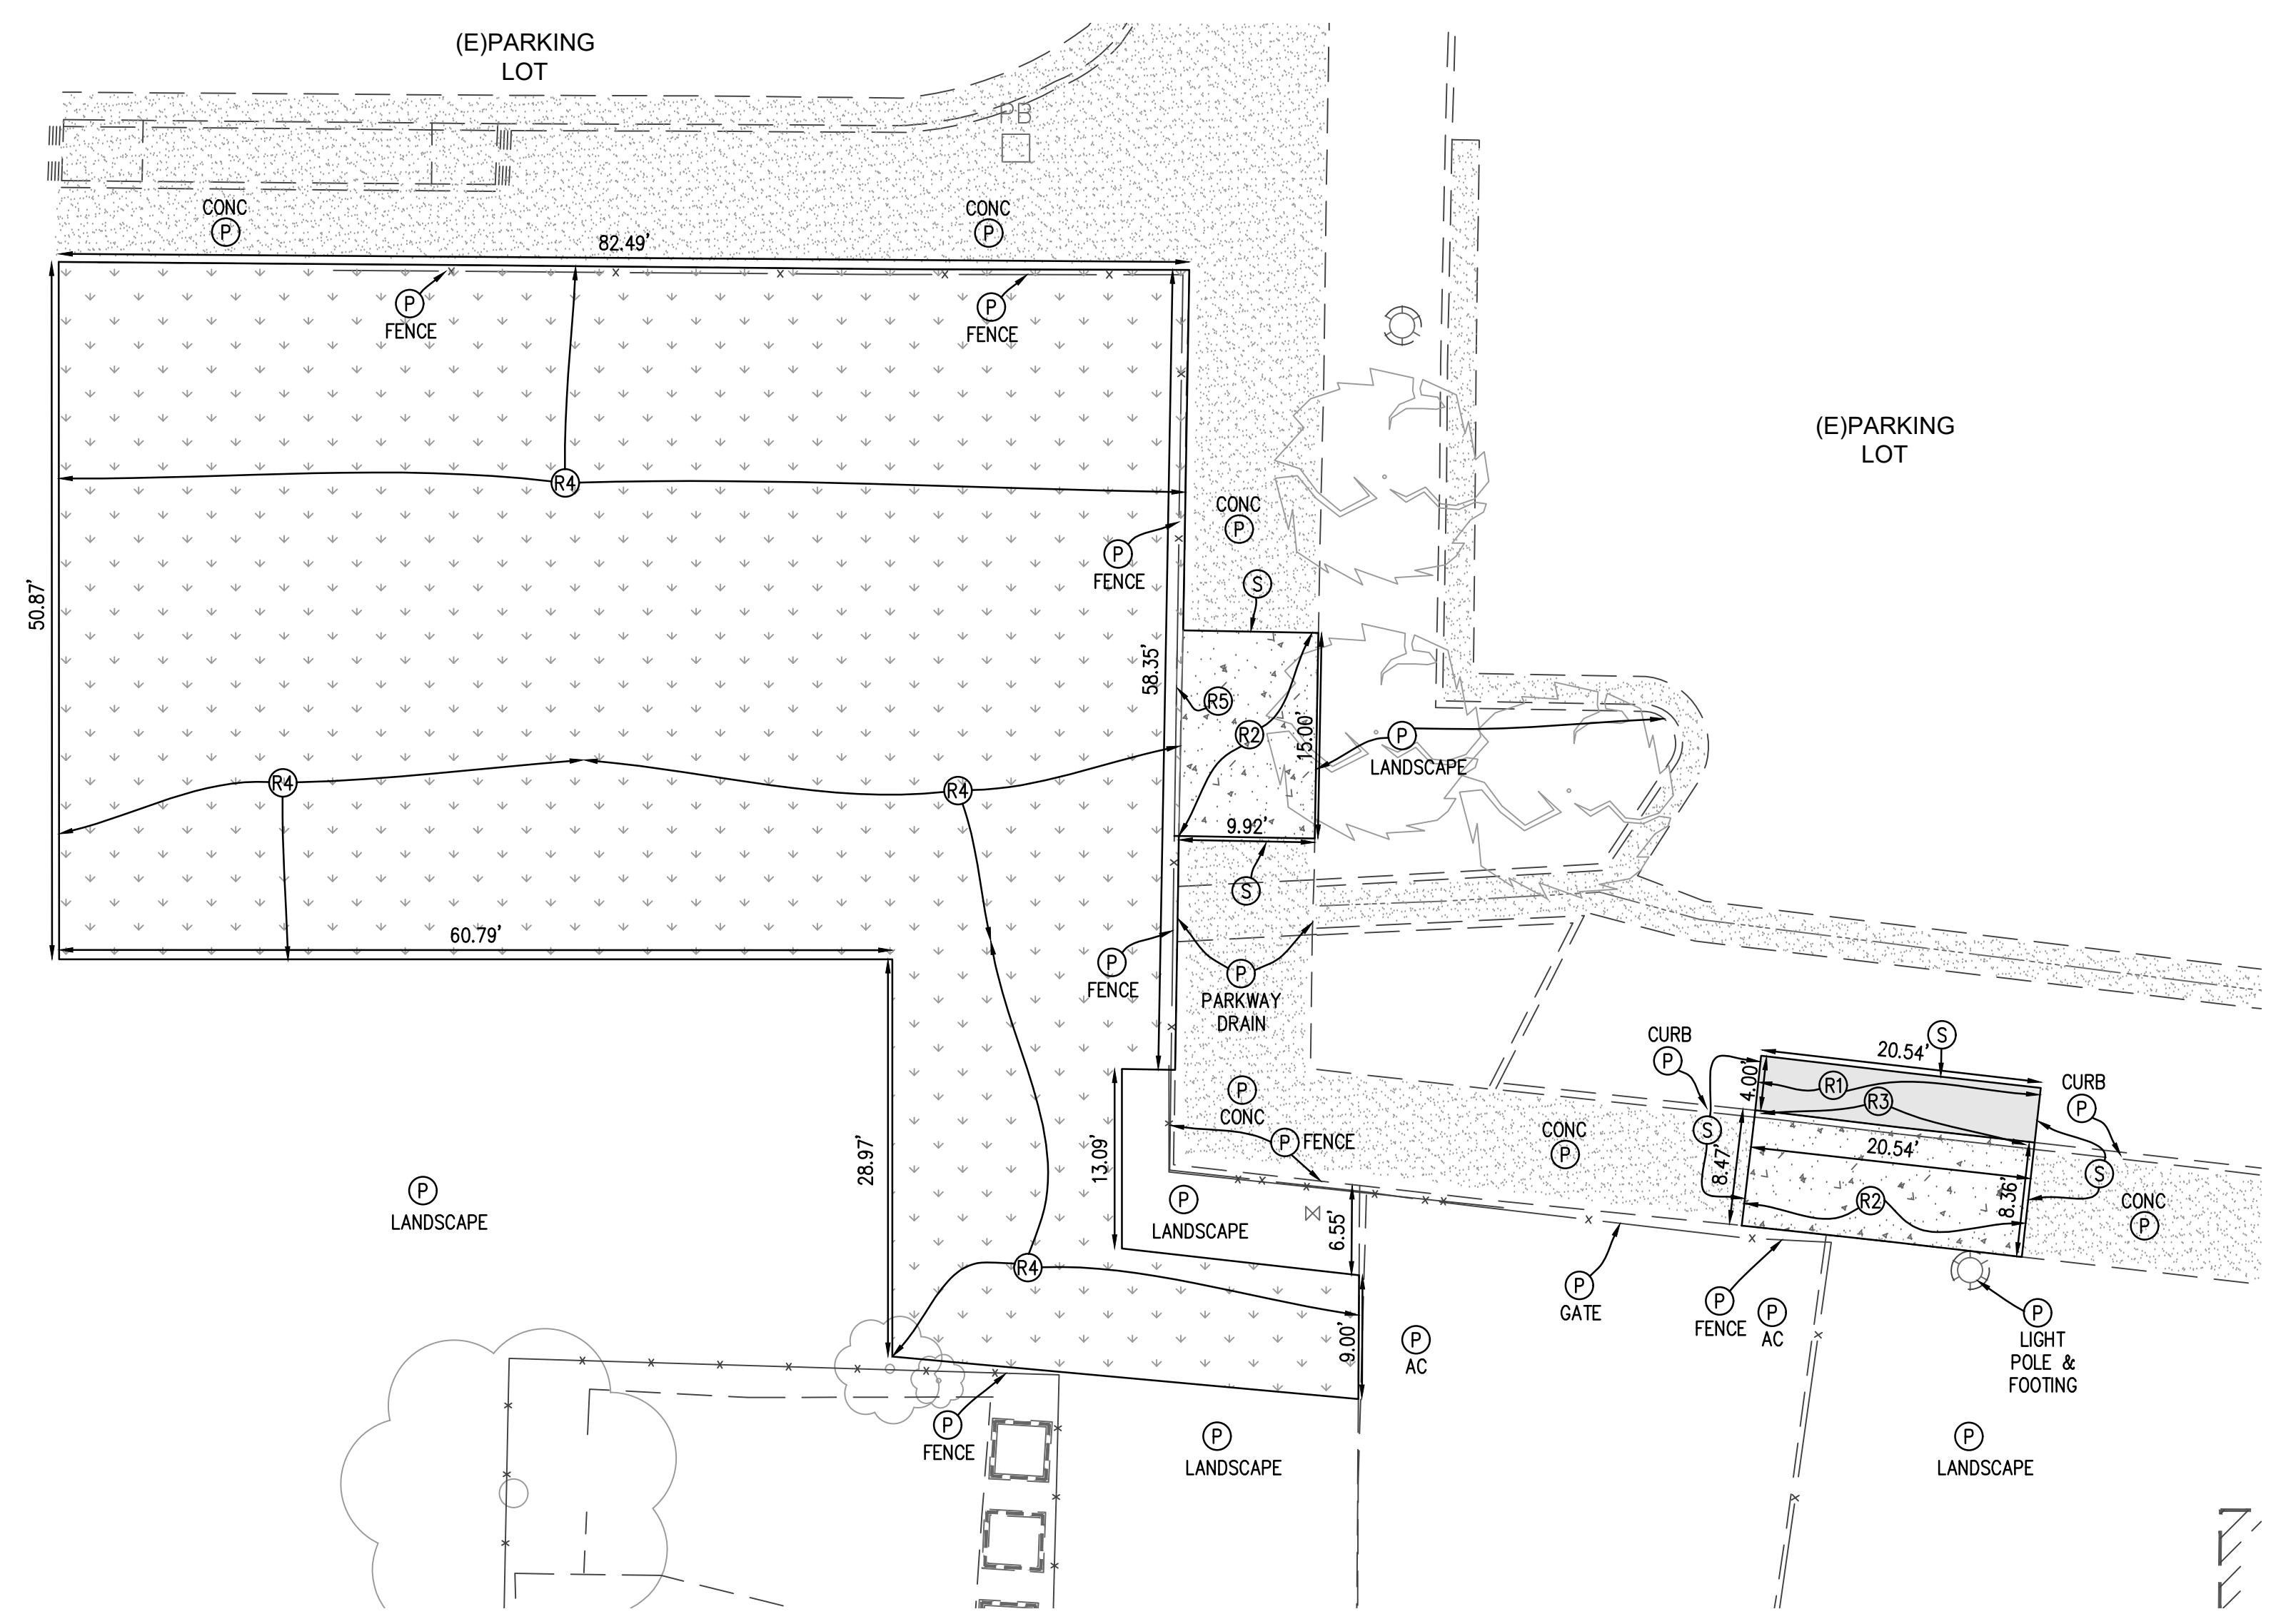 (E)PARKING
LOT
PB
CONC
P
CONC
P
82.49'
P
FENCE
P
FENCE
(E)PARKING
LOT
R4
CONC
P
P
FENCE
S
50.87'
58.35'
R5
R2
15.00'
P
LANDSCAPE
R4
R4
9.92'
S
60.79'
P
FENCE
P
PARKWAY
DRAIN
CURB
P
S
20.54'
4.00'
R1
R3
CURB
P
P
CONC
P
FENCE
CONC
P
S
20.54'
8.47'
S
28.97'
13.09'
P
LANDSCAPE
P
LANDSCAPE
R2
8.36'
CONC
P
6.55'
R4
P
GATE
P
FENCE
P
AC
P
LIGHT
POLE &
FOOTING
9.00'
P
AC
P
FENCE
P
LANDSCAPE
P
LANDSCAPE